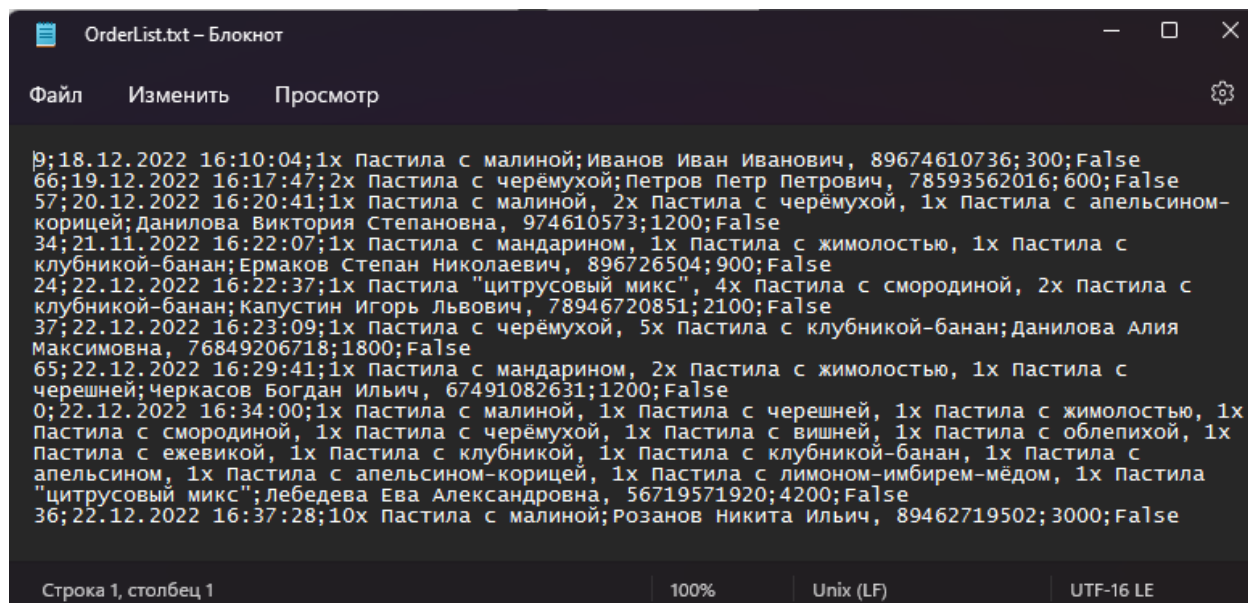 OrderList.txt – Блокнот
Файл Изменить Просмотр
9;18.12.2022 16:10:04;1x Пастила с малиной;Иванов Иван Иванович, 89674610736;300;False
66;19.12.2022 16:17:47;2x Пастила с черёмухой;Петров Петр Петрович, 78593562016;600;False
57;20.12.2022 16:20:41;1x Пастила с малиной, 2x Пастила с черёмухой, 1x Пастила с апельсином-
корицей;Данилова Виктория Степановна, 974610573;1200;False
34;21.11.2022 16:22:07;1x Пастила с мандарином, 1x Пастила с жимолостью, 1x Пастила с
клубникой-банан;Ермаков Степан Николаевич, 896726504;900;False
24;22.12.2022 16:22:37;1x Пастила "цитрусовый микс", 4x Пастила с смородиной, 2x Пастила с
клубникой-банан;Капустин Игорь Львович, 78946720851;2100;False
37;22.12.2022 16:23:09;1x Пастила с черёмухой, 5x Пастила с клубникой-банан;Данилова Алия
Максимовна, 76849206718;1800;False
65;22.12.2022 16:29:41;1x Пастила с мандарином, 2x Пастила с жимолостью, 1x Пастила с
черешней;Черкасов Богдан Ильич, 67491082631;1200;False
0;22.12.2022 16:34:00;1x Пастила с малиной, 1x Пастила с черешней, 1x Пастила с жимолостью, 1x
Пастила с смородиной, 1x Пастила с черёмухой, 1x Пастила с вишней, 1x Пастила с облепихой, 1x
Пастила с ежевикой, 1x Пастила с клубникой, 1x Пастила с клубникой-банан, 1x Пастила с
апельсином, 1x Пастила с апельсином-корицей, 1x Пастила с лимоном-имбирем-мёдом, 1x Пастила
"цитрусовый микс";Лебедева Ева Александровна, 56719571920;4200;False
36;22.12.2022 16:37:28;10x Пастила с малиной;Розанов Никита Ильич, 89462719502;3000;False
Строка 1, столбец 1 100% Unix (LF) UTF-16 LE